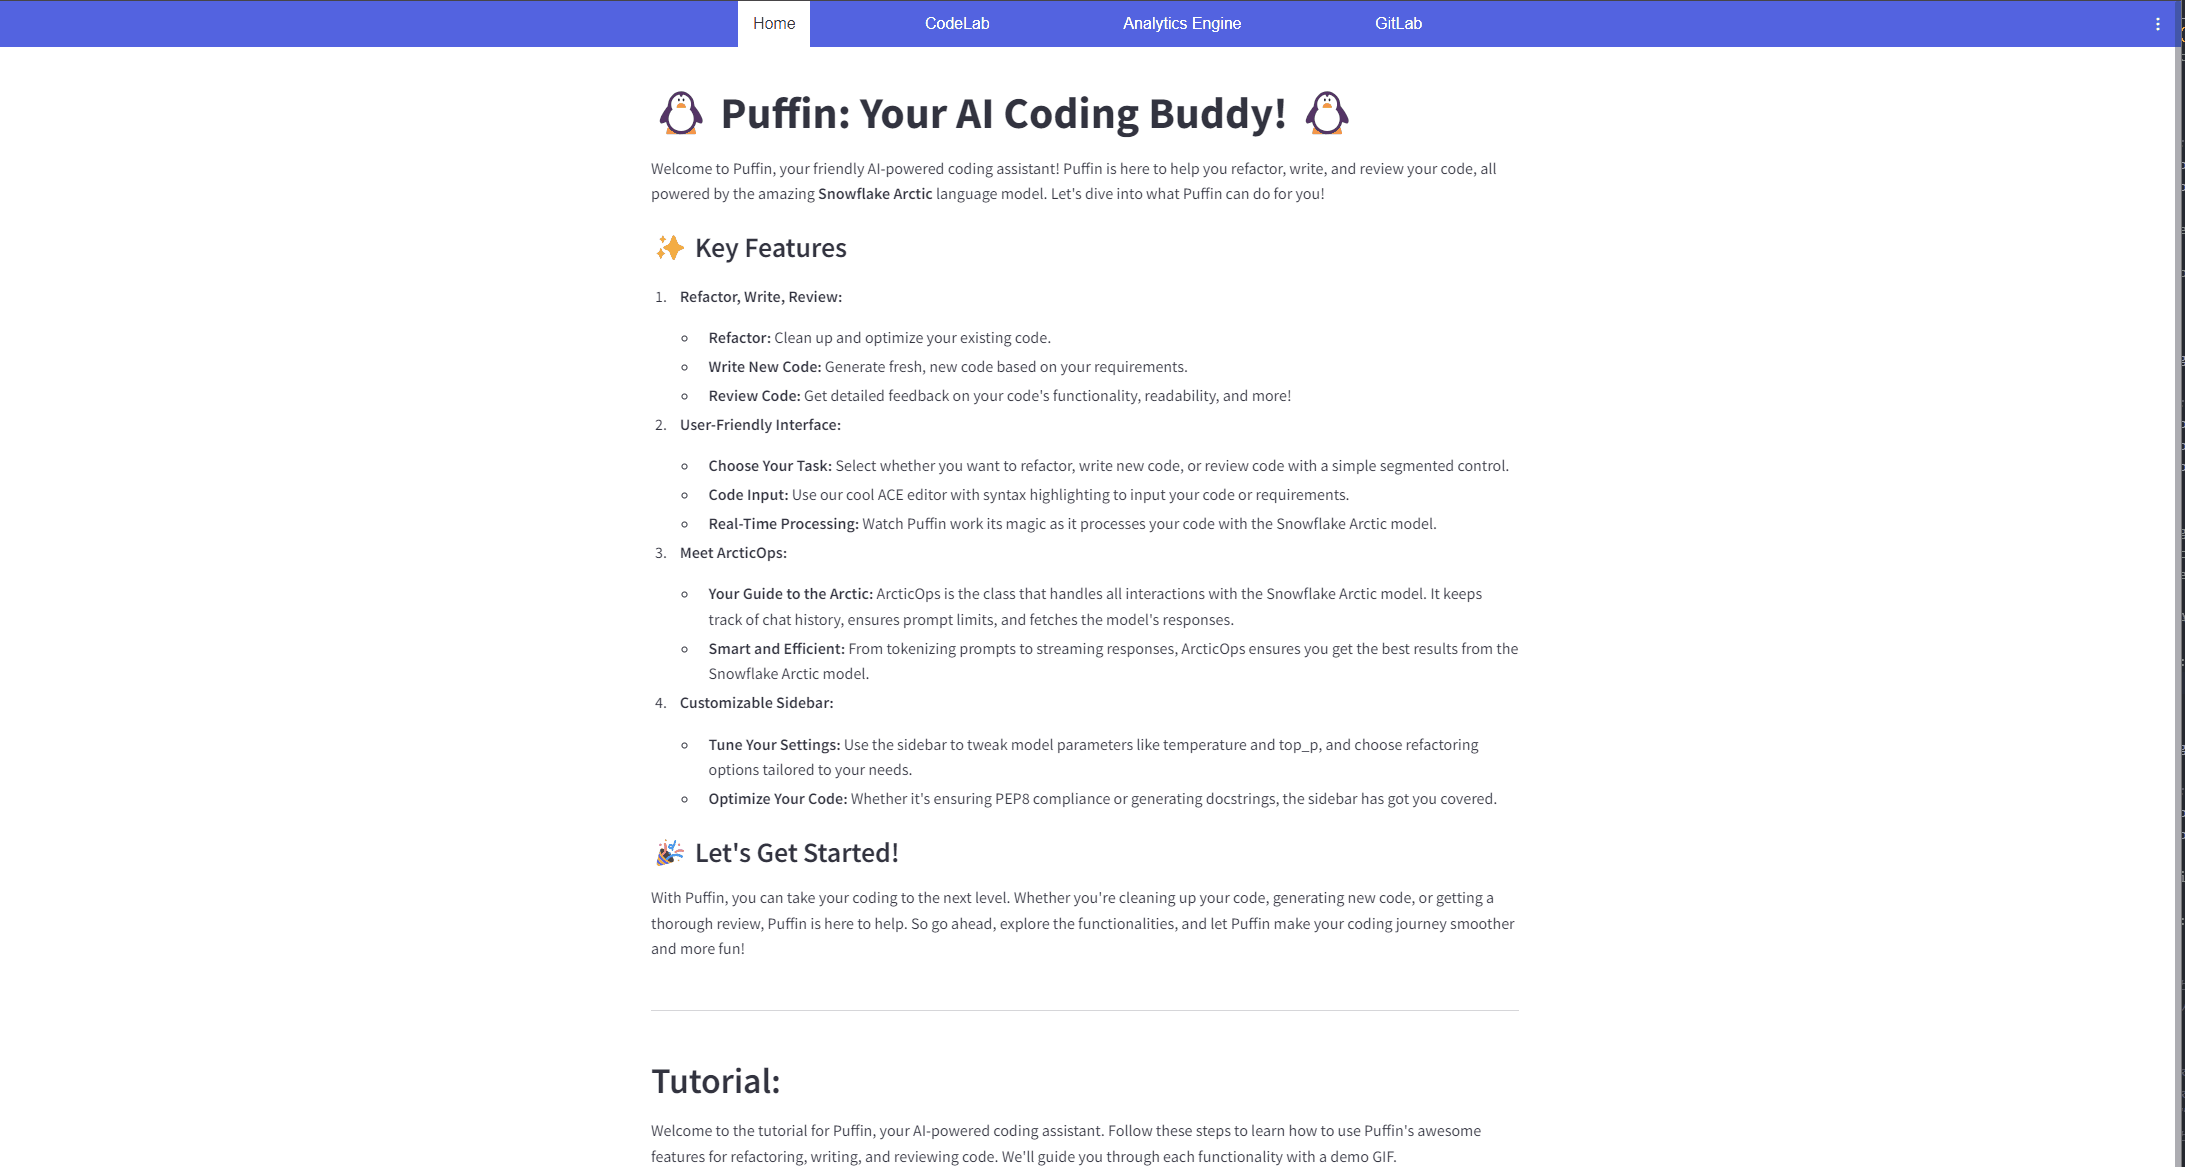 Home CodeLab Analytics Engine GitLab
Puffin: Your AI Coding Buddy!
Welcome to Puffin, your friendly AI-powered coding assistant! Puffin is here to help you refactor, write, and review your code, all
powered by the amazing Snowflake Arctic language model. Let's dive into what Puffin can do for you!
Key Features
1. Refactor, Write, Review:
Refactor: Clean up and optimize your existing code.
Write New Code: Generate fresh, new code based on your requirements.
Review Code: Get detailed feedback on your code's functionality, readability, and more!
2. User-Friendly Interface:
Choose Your Task: Select whether you want to refactor, write new code, or review code with a simple segmented control.
Code Input: Use our cool ACE editor with syntax highlighting to input your code or requirements.
Real-Time Processing: Watch Puffin work its magic as it processes your code with the Snowflake Arctic model.
3. Meet ArcticOps:
Your Guide to the Arctic: ArcticOps is the class that handles all interactions with the Snowflake Arctic model. It keeps
track of chat history, ensures prompt limits, and fetches the model's responses.
Smart and Efficient: From tokenizing prompts to streaming responses, ArcticOps ensures you get the best results from the
Snowflake Arctic model.
4. Customizable Sidebar:
Tune Your Settings: Use the sidebar to tweak model parameters like temperature and top_p, and choose refactoring
options tailored to your needs.
Optimize Your Code: Whether it's ensuring PEP8 compliance or generating docstrings, the sidebar has got you covered.
Let's Get Started!
With Puffin, you can take your coding to the next level. Whether you're cleaning up your code, generating new code, or getting a
thorough review, Puffin is here to help. So go ahead, explore the functionalities, and let Puffin make your coding journey smoother
and more fun!
Tutorial:
Welcome to the tutorial for Puffin, your AI-powered coding assistant. Follow these steps to learn how to use Puffin's awesome
features for refactoring, writing, and reviewing code. We'll guide you through each functionality with a demo GIF.